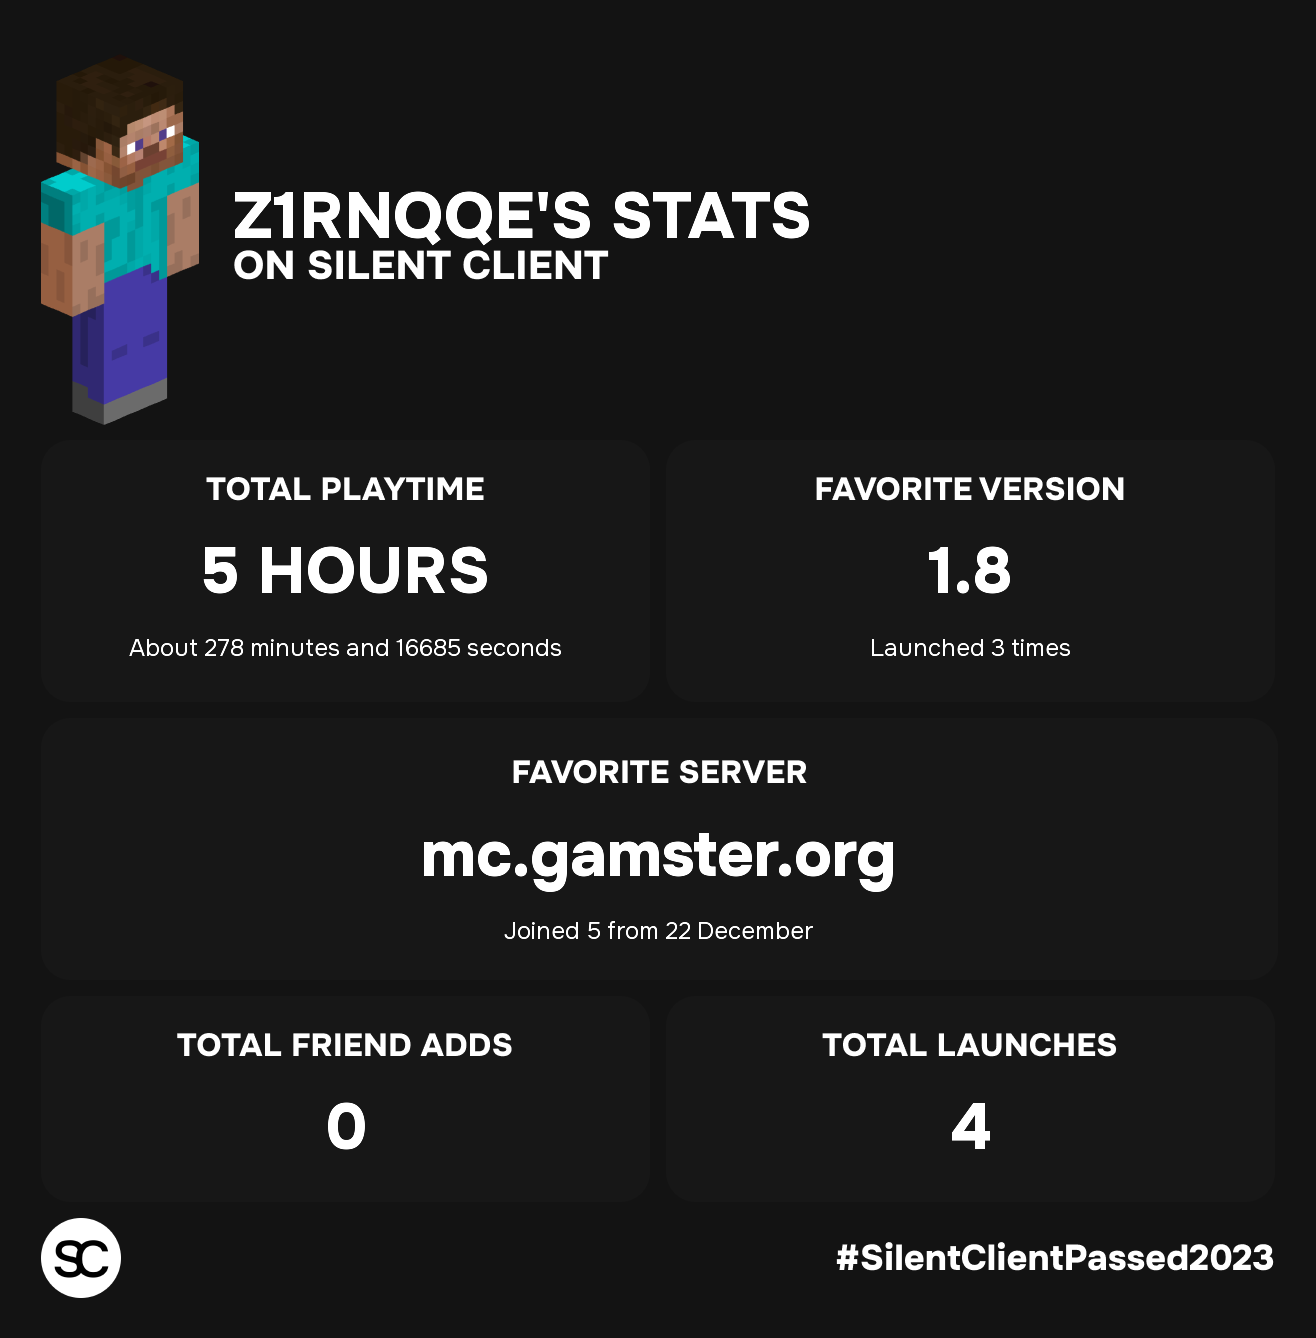 Z1RNQQE'S STATS
ON SILENT CLIENT
TOTAL PLAYTIME
5 HOURS
About 278 minutes and 16685 seconds
FAVORITE VERSION
1.8
Launched 3 times
FAVORITE SERVER
mc.gamster.org
Joined 5 from 22 December
TOTAL FRIEND ADDS
0
TOTAL LAUNCHES
4
SC
#SilentClientPassed2023